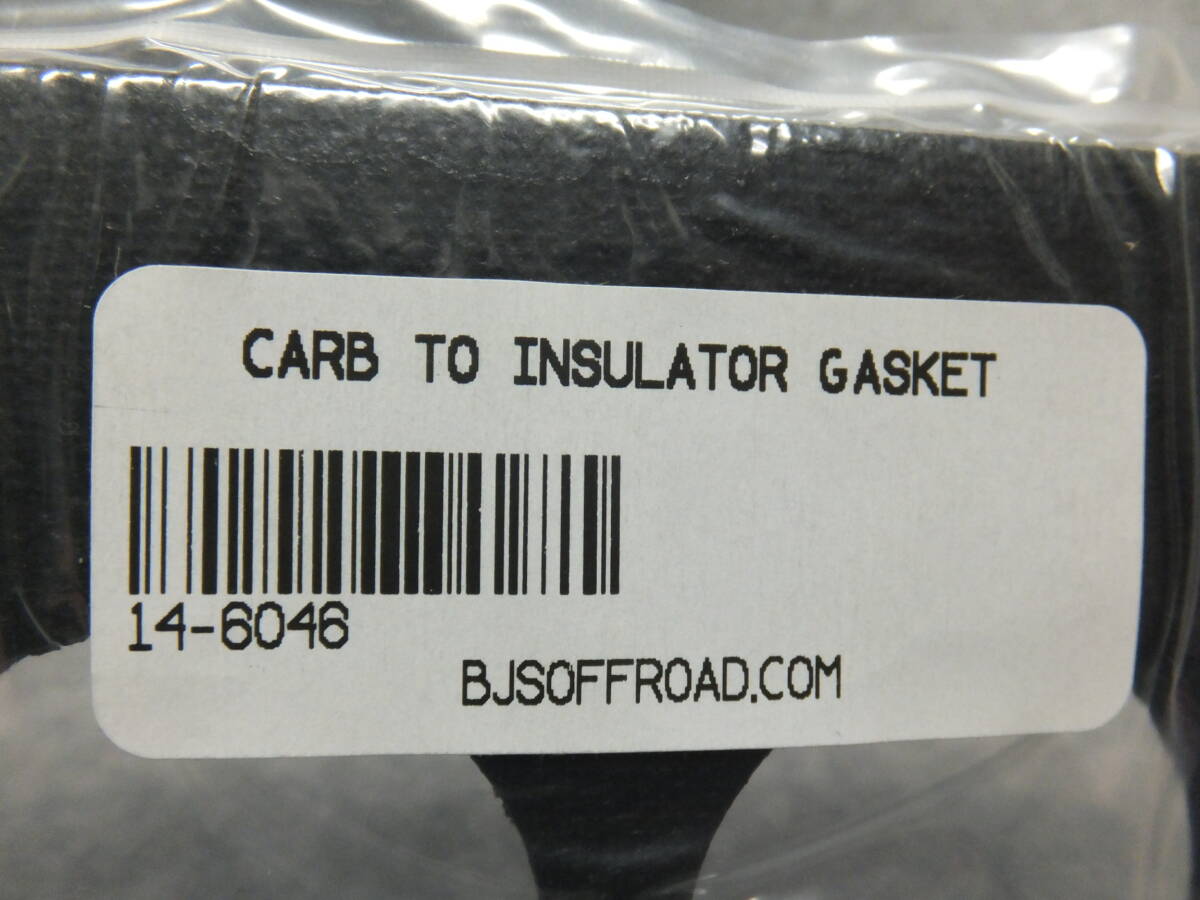 CARB TO INSULATOR GASKET
14-6046
BJSOFFROAD.COM